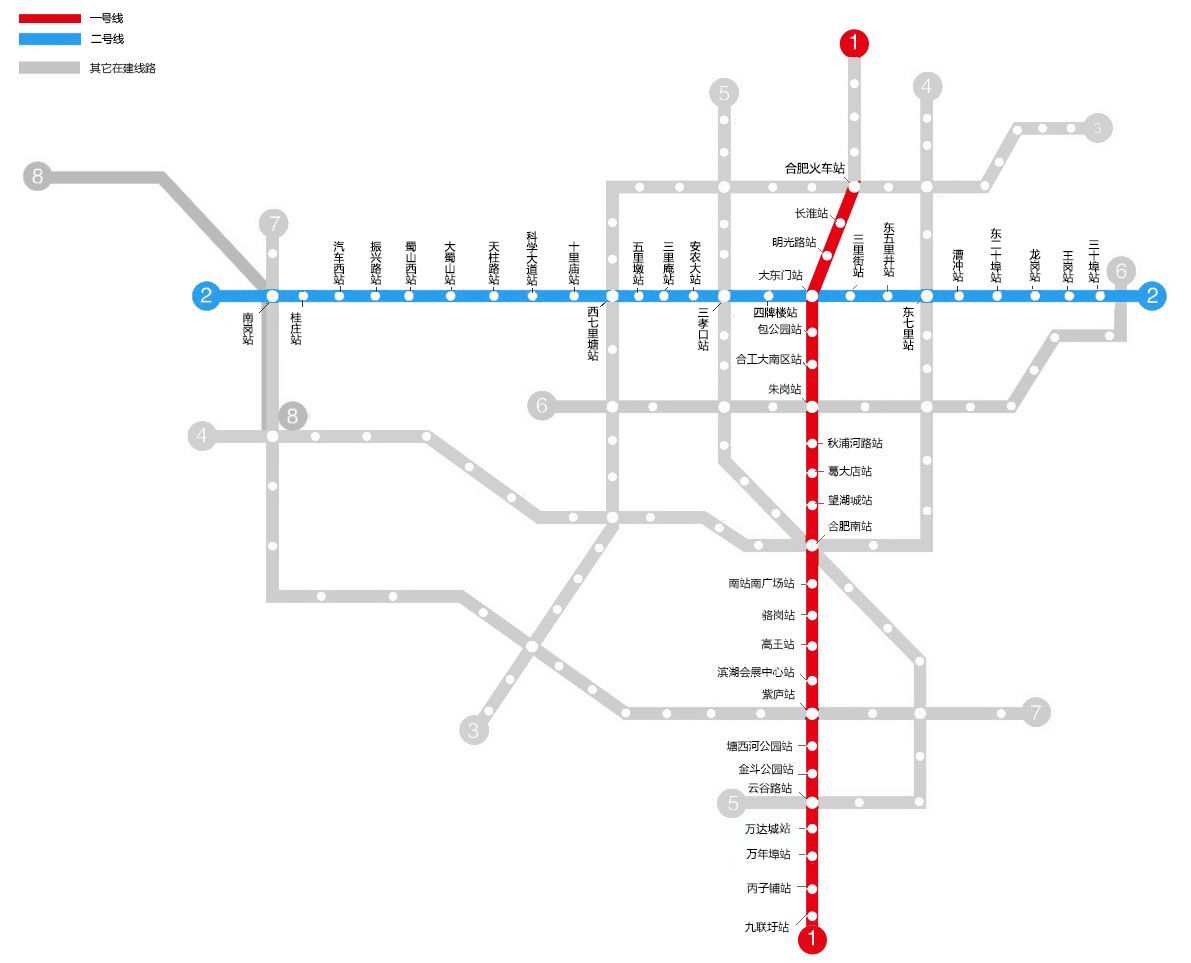 一号线
二号线
其它在建线路
1
5
4
3
8
7
6
2
2
合肥火车站
长淮站
明光路站
大东门站
汽车西站
振兴路站
蜀山西站
大蜀山站
天柱路站
科学大道站
十里庙站
五里墩站
三里庵站
安农大站
三里街站
东五里井站
漕冲站
东二十埠站
龙岗站
王岗站
三十埠站
南岗站
桂庄站
西七里塘站
三孝口站
四牌楼站
东七里站
包公园站
合工大南区站
朱岗站
6
8
4
秋浦河路站
葛大店站
望湖城站
合肥南站
南站南广场站
骆岗站
高王站
滨湖会展中心站
紫庐站
3
7
塘西河公园站
金斗公园站
云谷路站
5
万达城站
万年埠站
丙子铺站
九联圩站
1